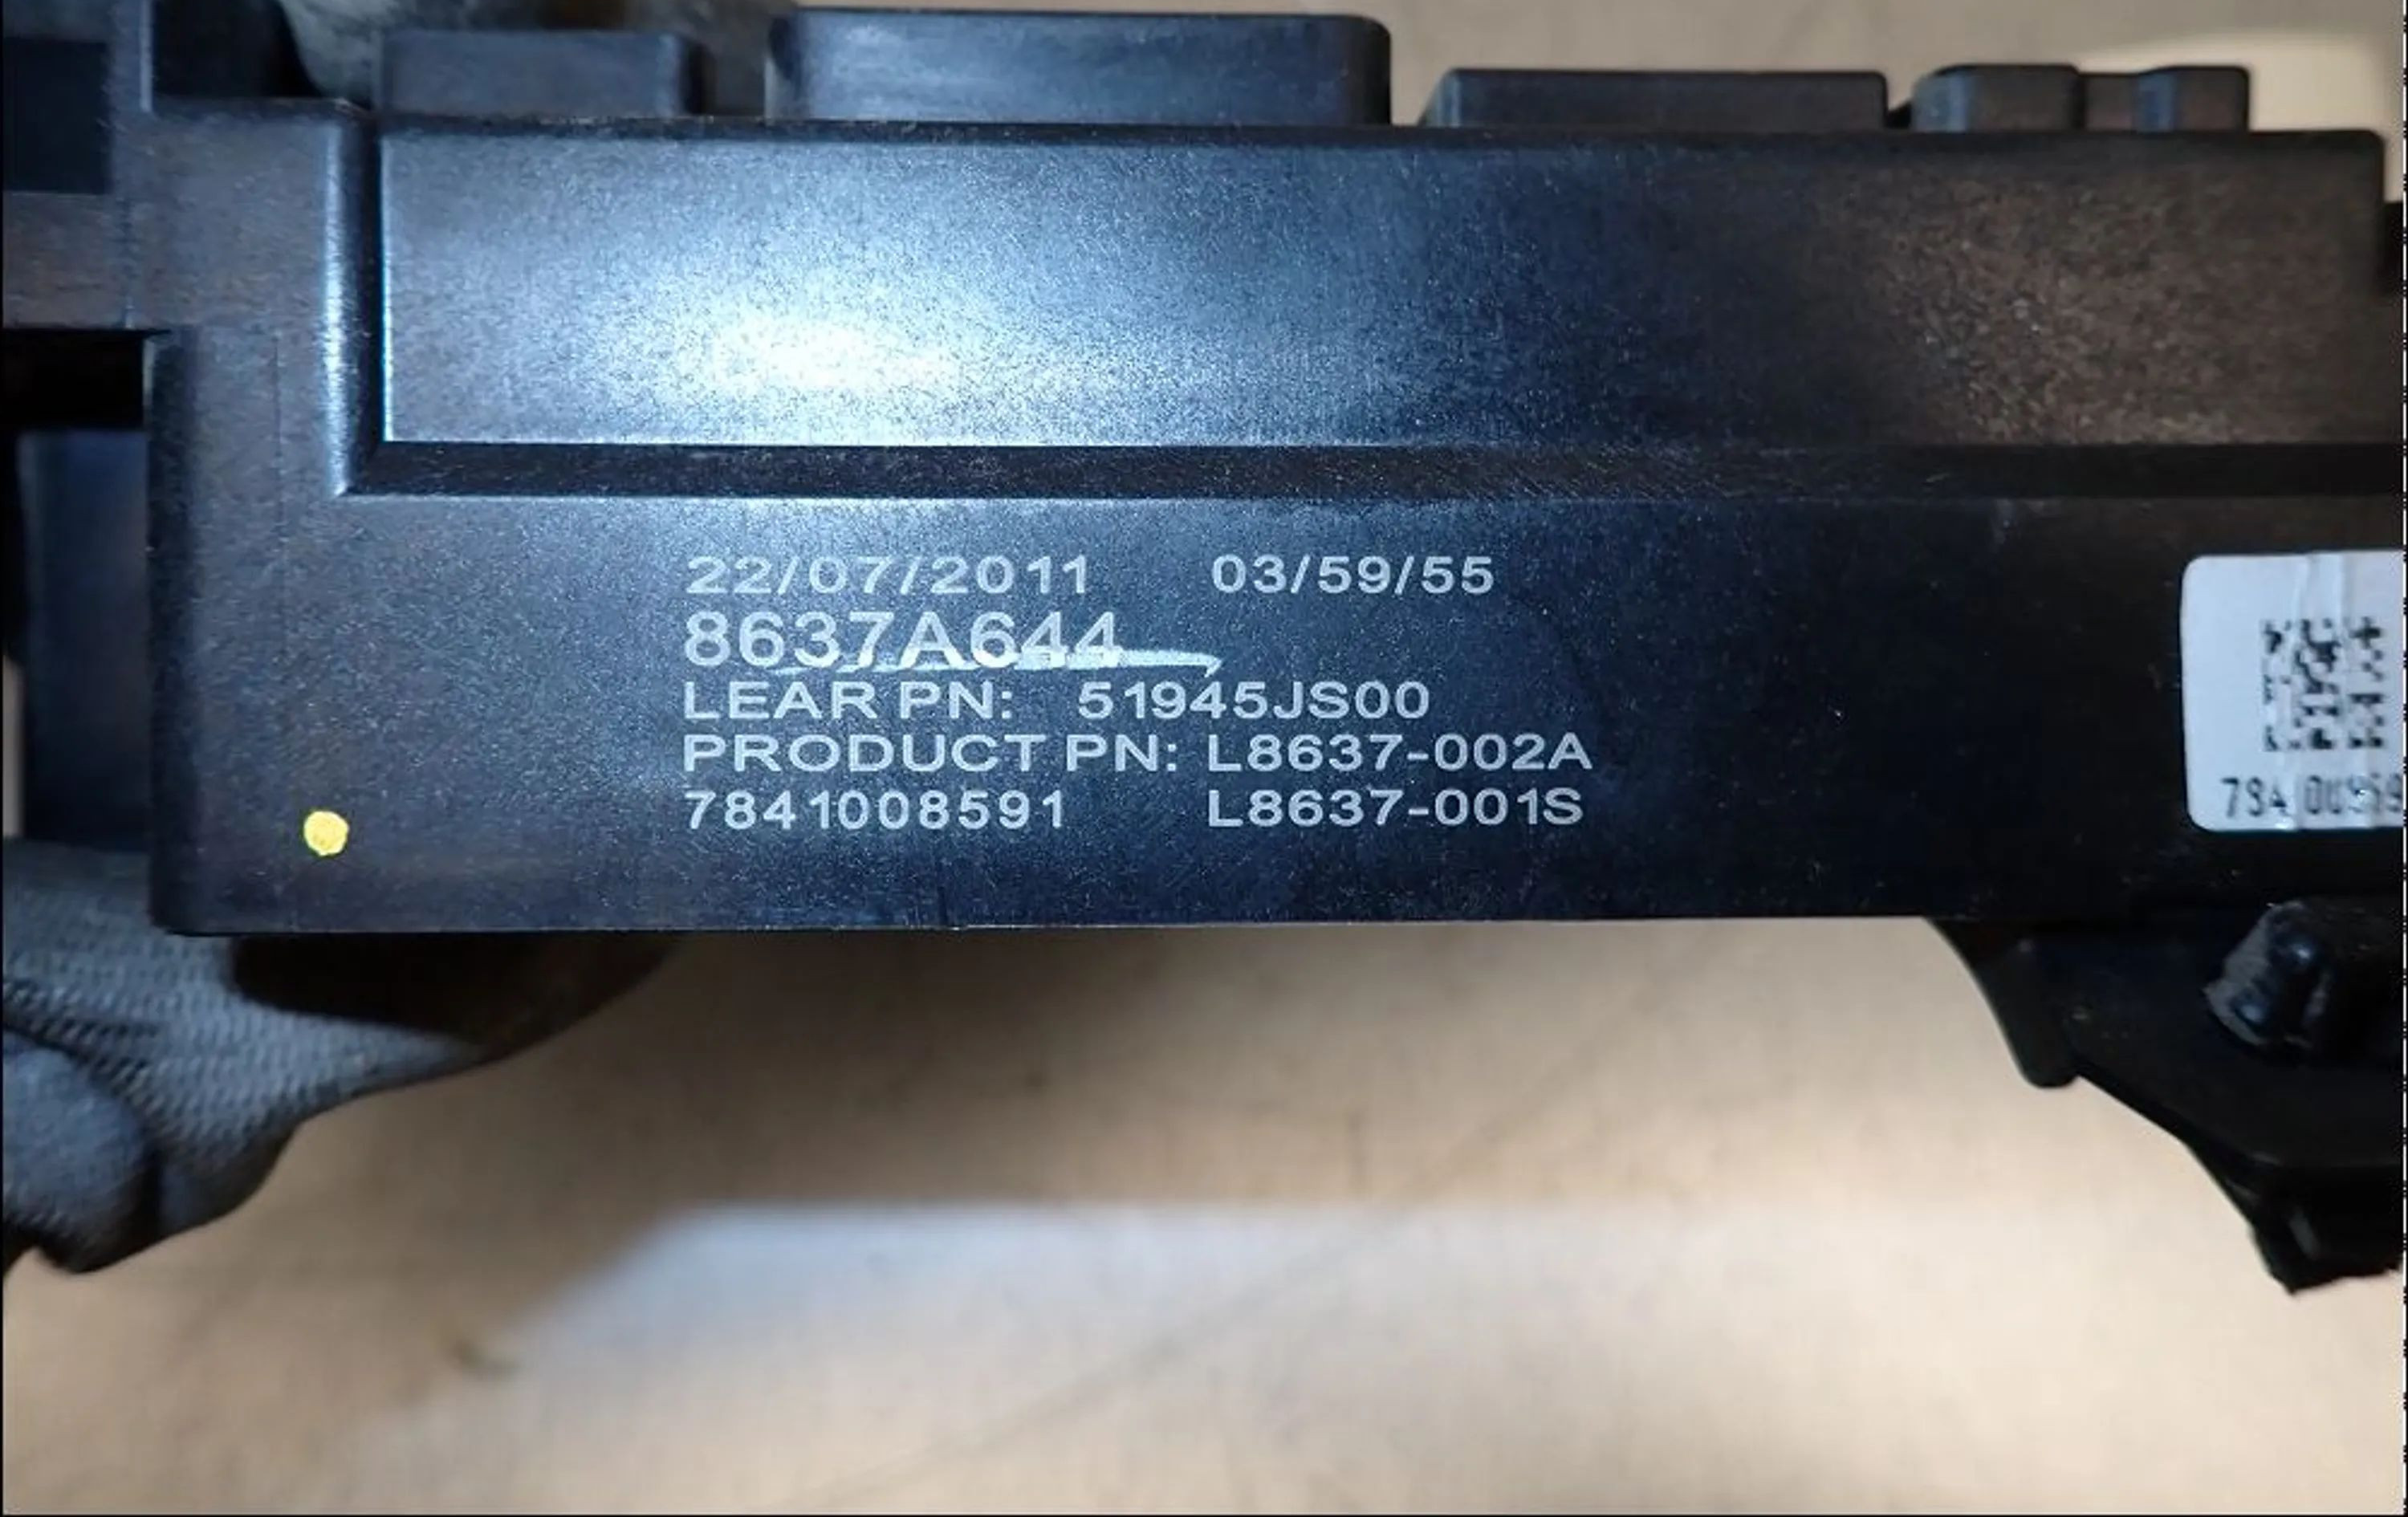 22/07/2011 03/59/55
8637A644
LEAR PN: 51945JS00
PRODUCT PN: L8637-002A
7841008591 L8637-001S